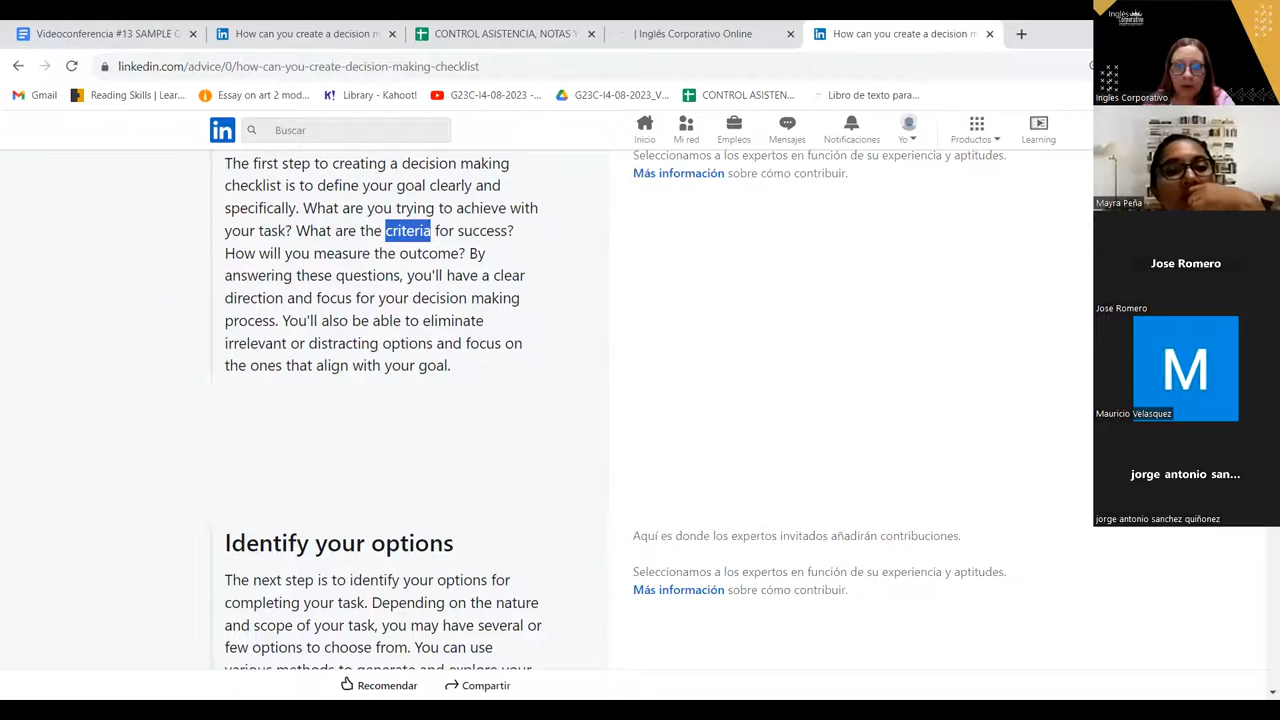 Videoconferencia #13 SAMPLE C
How can you create a decision m
CONTROL ASISTENCIA, NOTAS Y
| Inglés Corporativo Online
How can you create a decision m
linkedin.com/advice/0/how-can-you-create-decision-making-checklist
Gmail
Reading Skills | Lear...
Essay on art 2 mod...
Library - Kanopi
G23C-I4-08-2023 -...
G23C-I4-08-2023_V...
CONTROL ASISTEN...
Libro de texto para...
Buscar
Inicio
Mi red
Empleos
Mensajes
Notificaciones
Yo
Productos
Learning
The first step to creating a decision making
checklist is to define your goal clearly and
specifically. What are you trying to achieve with
your task? What are the criteria for success?
How will you measure the outcome? By
answering these questions, you'll have a clear
direction and focus for your decision making
process. You'll also be able to eliminate
irrelevant or distracting options and focus on
the ones that align with your goal.
Seleccionamos a los expertos en función de su experiencia y aptitudes.
Más información sobre cómo contribuir.
Identify your options
The next step is to identify your options for
completing your task. Depending on the nature
and scope of your task, you may have several or
few options to choose from. You can use
various methods to generate and explore your
Aquí es donde los expertos invitados añadirán contribuciones.
Seleccionamos a los expertos en función de su experiencia y aptitudes.
Más información sobre cómo contribuir.
Recomendar
Compartir
Inglés
Corporativo
Ingles Corporativo
Mayra Peña
Jose Romero
Jose Romero
M
Mauricio Velasquez
jorge antonio san...
jorge antonio sanchez quiñonez